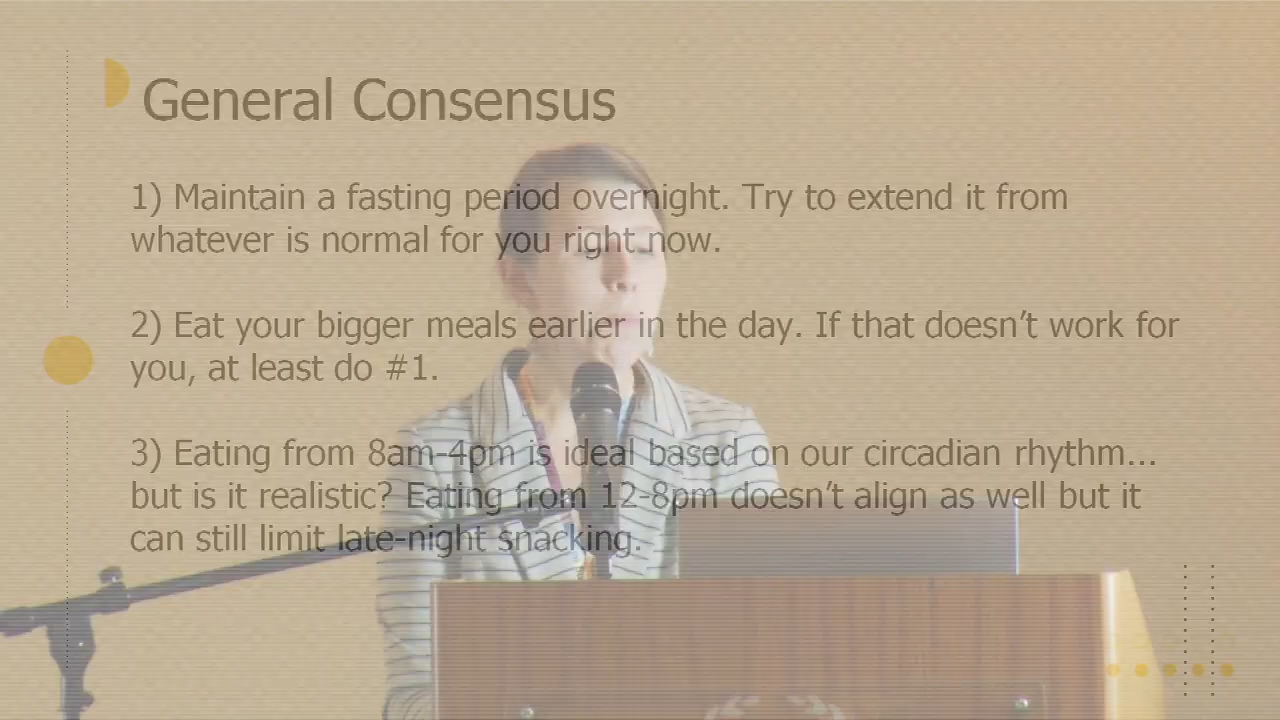 General Consensus
1) Maintain a fasting period overnight. Try to extend it from
whatever is normal for you right now.
2) Eat your bigger meals earlier in the day. If that doesn’t work for
you, at least do #1.
3) Eating from 8am-4pm is ideal based on our circadian rhythm...
but is it realistic? Eating from 12-8pm doesn’t align as well but it
can still limit late-night snacking.